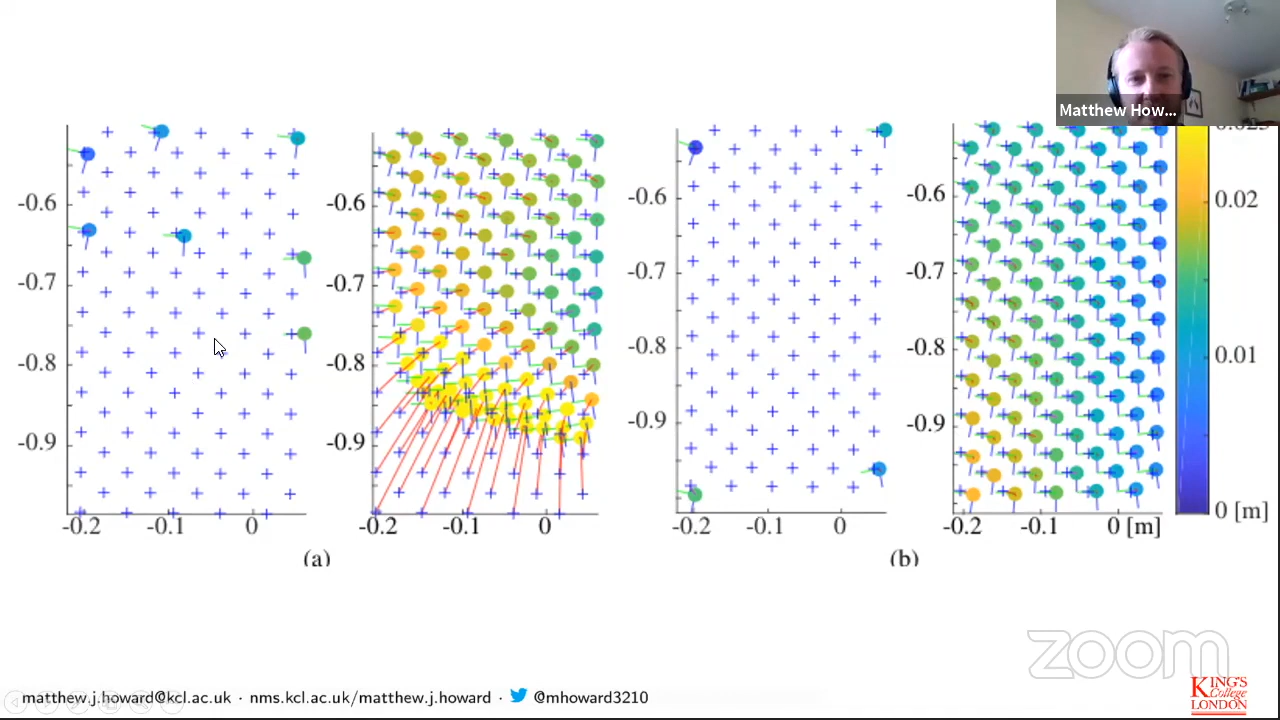 Matthew How...
-0.6
-0.7
-0.8
-0.9
-0.2
-0.1
0
-0.6
-0.7
-0.8
-0.9
-0.2
-0.1
0
(a)
-0.6
-0.7
-0.8
-0.9
-0.2
-0.1
0
-0.6
-0.7
-0.8
-0.9
-0.2
-0.1
0 [m]
(b)
0.02
0.01
0 [m]
zoom
matthew.j.howard@kcl.ac.uk · nms.kcl.ac.uk/matthew.j.howard · @mhoward3210
KING'S
College
LONDON